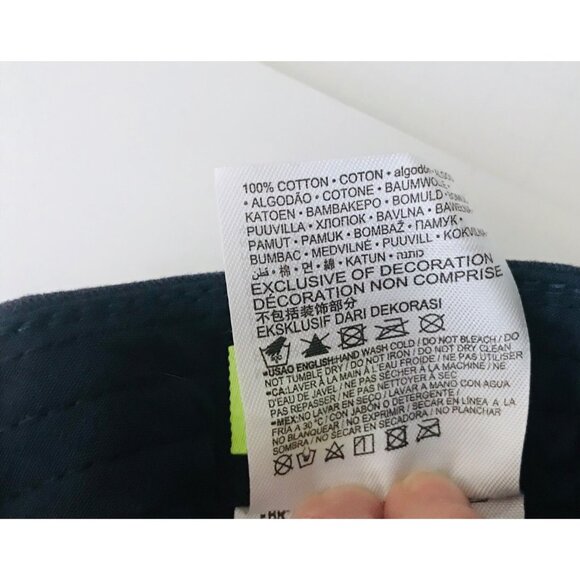 100% COTTON • COTON • algodón •
• ALGODÃO • COTONE • BAUMWOLLE •
KATOEN • BAMBAKEPO • BOMULD •
PUUVILLA • ХЛОПОК • BAVLNA • BAWEŁNA
PAMUT • PAMUK • BOMBAŽ • ПАМУК •
BUMBAC • MEDVILNĖ • PUUVILL • KOKVILNA
قطن • 棉 • 면 • 綿 • KATUN • כותנה •
EXCLUSIVE OF DECORATION
DÉCORATION NON COMPRISE
不包括装饰部分
EKSKLUSIF DARI DEKORASI
•USA© ENGLISH:HAND WASH COLD / DO NOT BLEACH / DO
NOT TUMBLE DRY / DO NOT IRON / DO NOT DRY CLEAN
•CA:LAVER À LA MAIN À L'EAU FROIDE / NE PAS UTILISER
D'EAU DE JAVEL / NE PAS SÉCHER À LA MACHINE / NE
PAS REPASSER / NE PAS NETTOYER À SEC
•MEX:NO LAVAR EN SECO / LAVAR A MANO CON AGUA
FRÍA A 30 °C / CON JABÓN O DETERGENTE /
NO BLANQUEAR / NO EXPRIMIR / SECAR EN LÍNEA A LA
SOMBRA / NO SECAR EN SECADORA / NO PLANCHAR